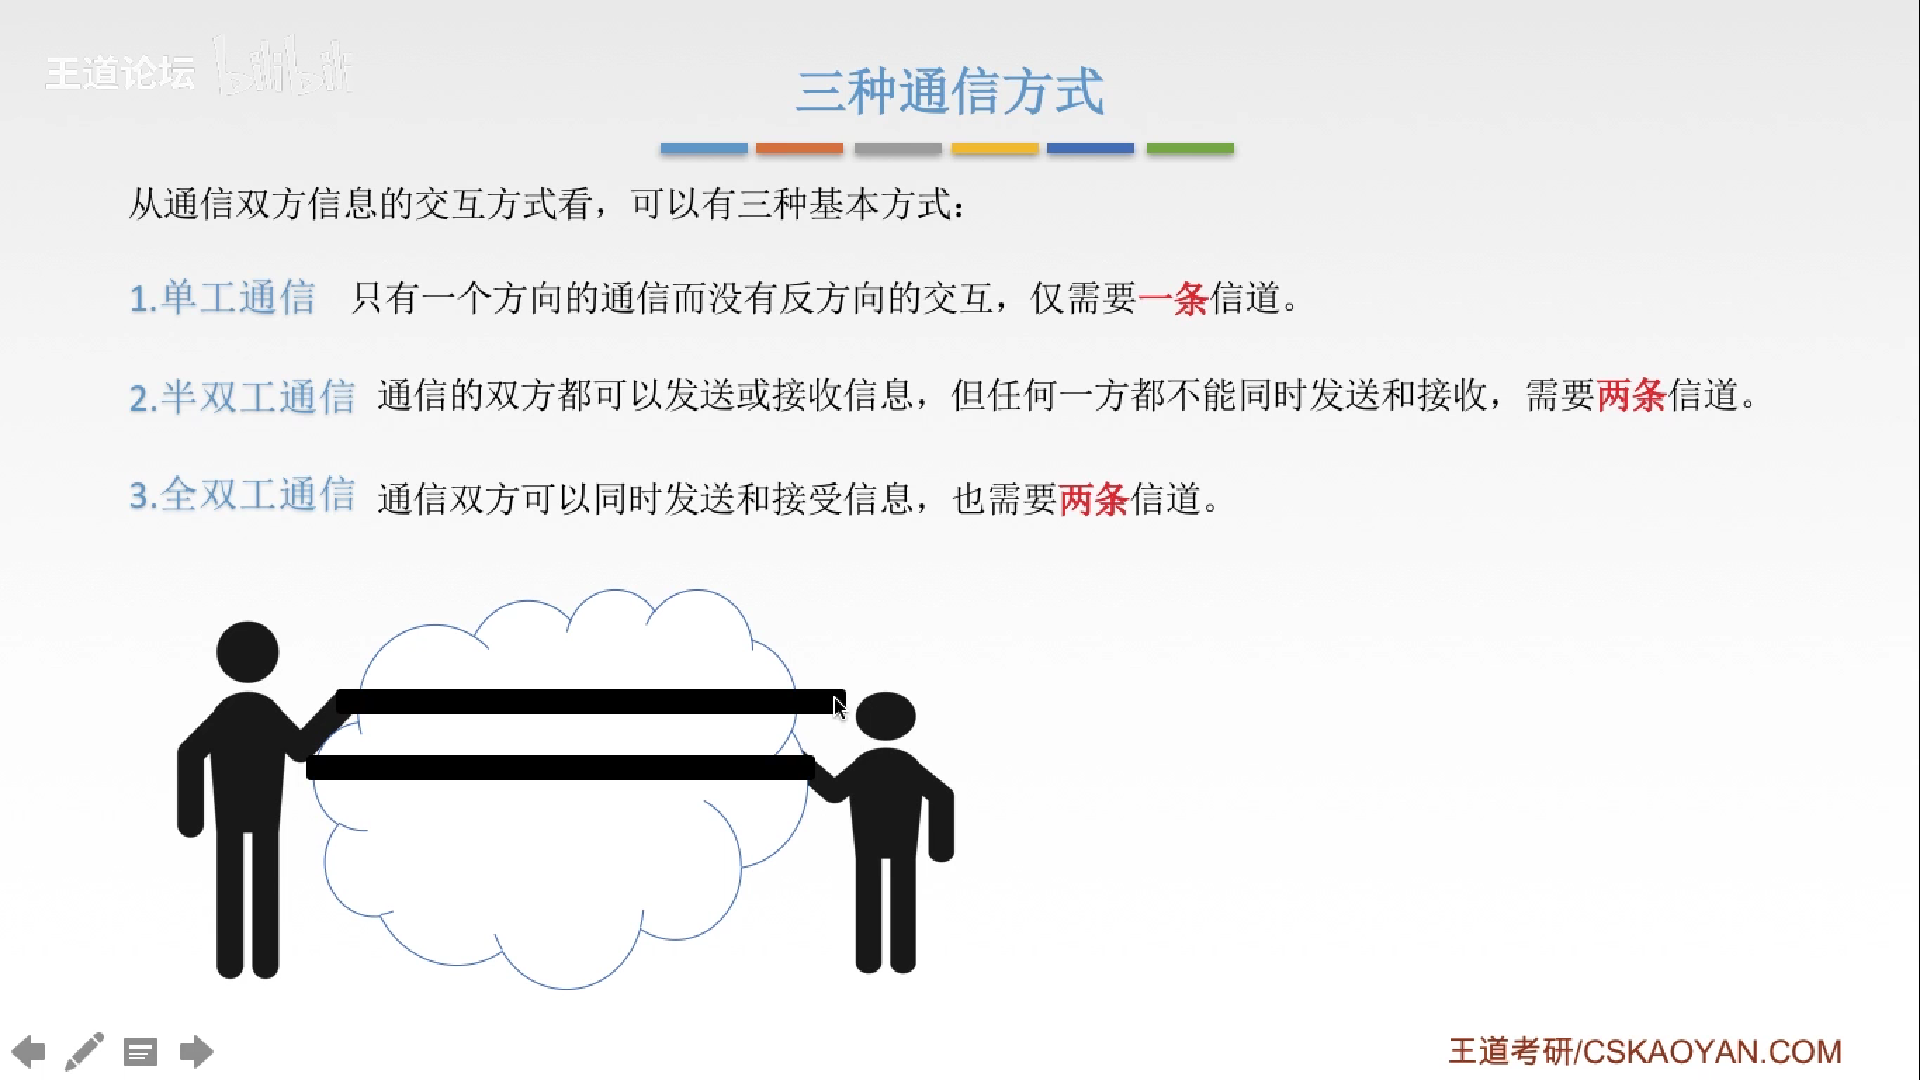 王道论坛 bilibili
三种通信方式
从通信双方信息的交互方式看，可以有三种基本方式：
1.单工通信 只有一个方向的通信而没有反方向的交互，仅需要一条信道。
2.半双工通信 通信的双方都可以发送或接收信息，但任何一方都不能同时发送和接收，需要两条信道。
3.全双工通信 通信双方可以同时发送和接受信息，也需要两条信道。
王道考研/CSKAOYAN.COM